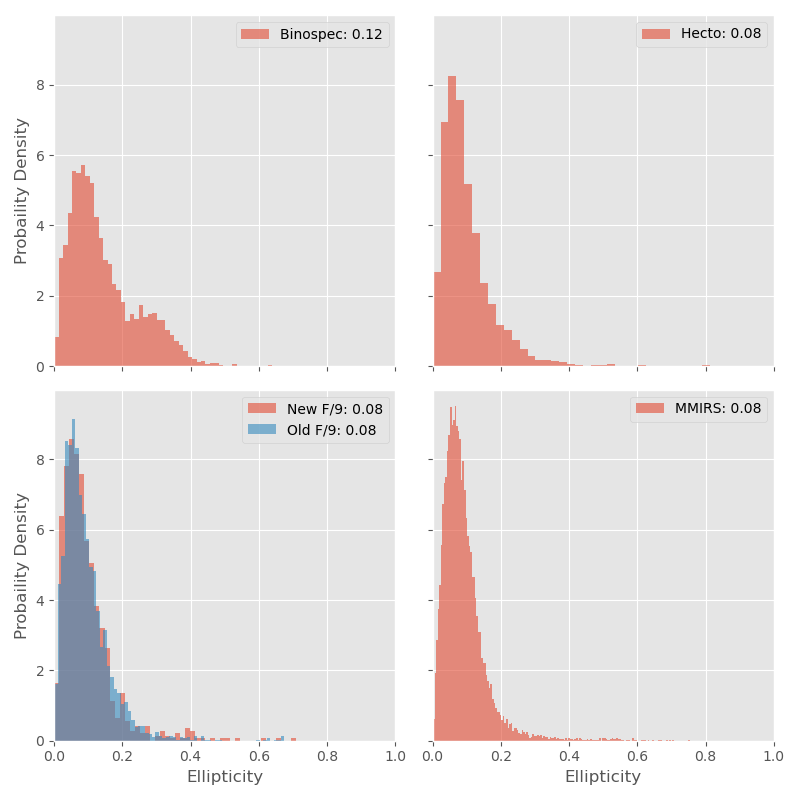 Binospec: 0.12
Hecto: 0.08
Probaility Density
8
6
4
2
0
New F/9: 0.08
Old F/9: 0.08
MMIRS: 0.08
Probaility Density
8
6
4
2
0
0.0 0.2 0.4 0.6 0.8 1.0
0.0 0.2 0.4 0.6 0.8 1.0
Ellipticity
Ellipticity